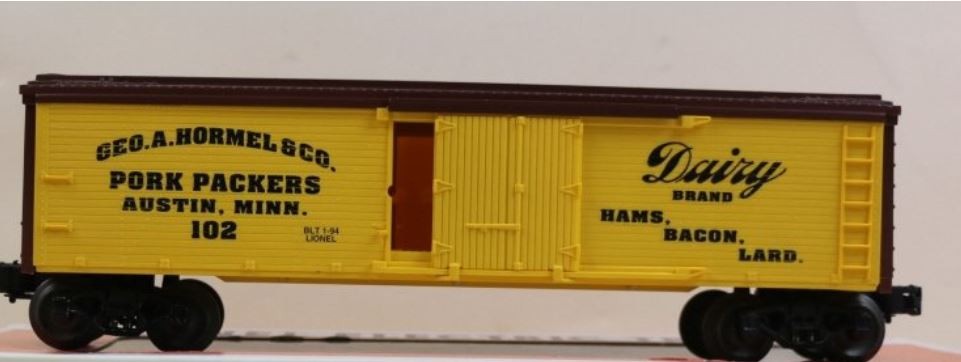 GEO.A.HORMEL & CO.
PORK PACKERS
AUSTIN, MINN.
102
BLT 1-94
LIONEL
Dairy
BRAND
HAMS,
BACON,
LARD.